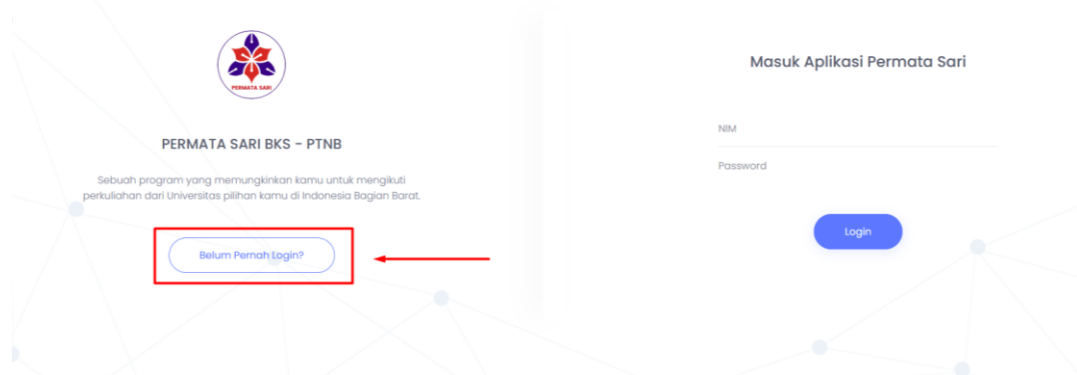 PERMATA SARI
PERMATA SARI BKS - PTNB
Sebuah program yang memungkinkan kamu untuk mengikuti
perkuliahan dari Universitas pilihan kamu di Indonesia Bagian Barat.
Belum Pernah Login?
Masuk Aplikasi Permata Sari
NIM
Password
Login